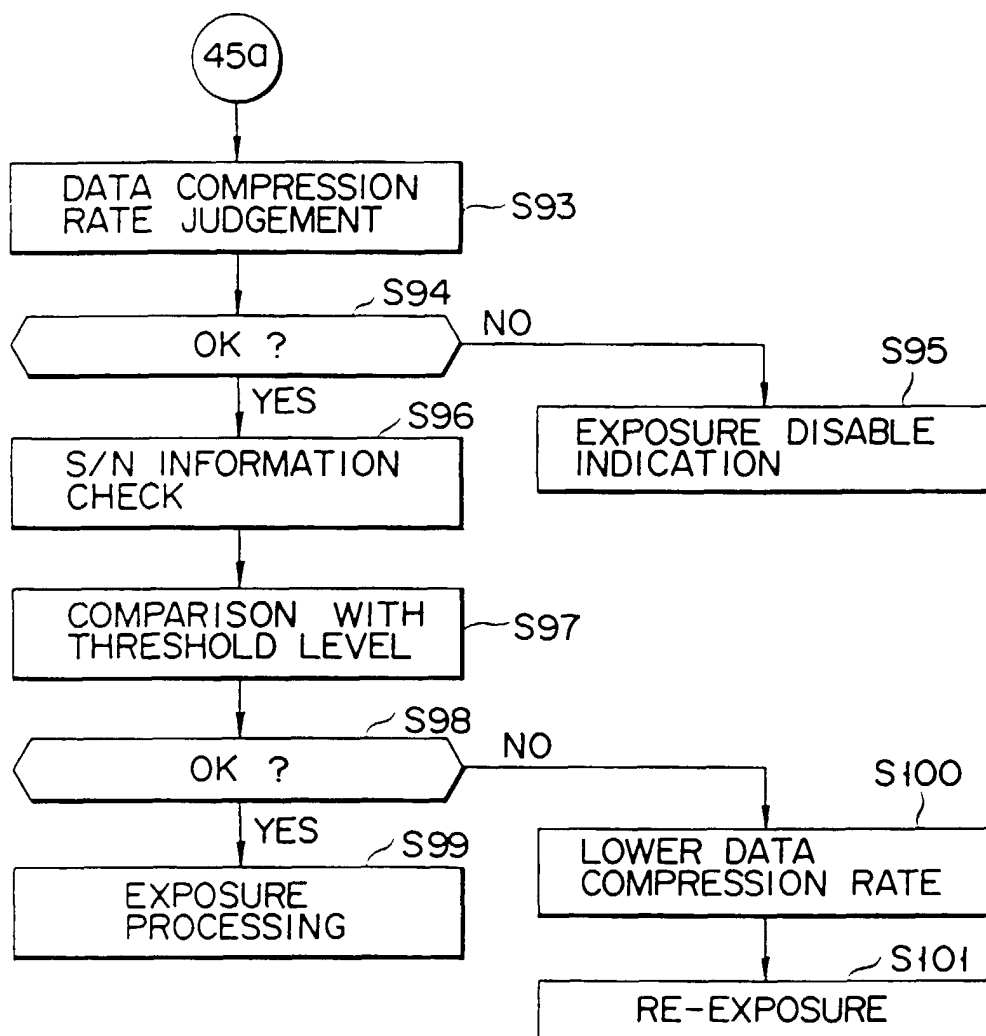 45a
DATA COMPRESSION
RATE JUDGEMENT
S93
S94
OK ?
NO
YES
S95
EXPOSURE DISABLE
INDICATION
S96
S/N INFORMATION
CHECK
COMPARISON WITH
THRESHOLD LEVEL
S97
S98
OK ?
NO
YES
S99
EXPOSURE
PROCESSING
S100
LOWER DATA
COMPRESSION RATE
S101
RE-EXPOSURE